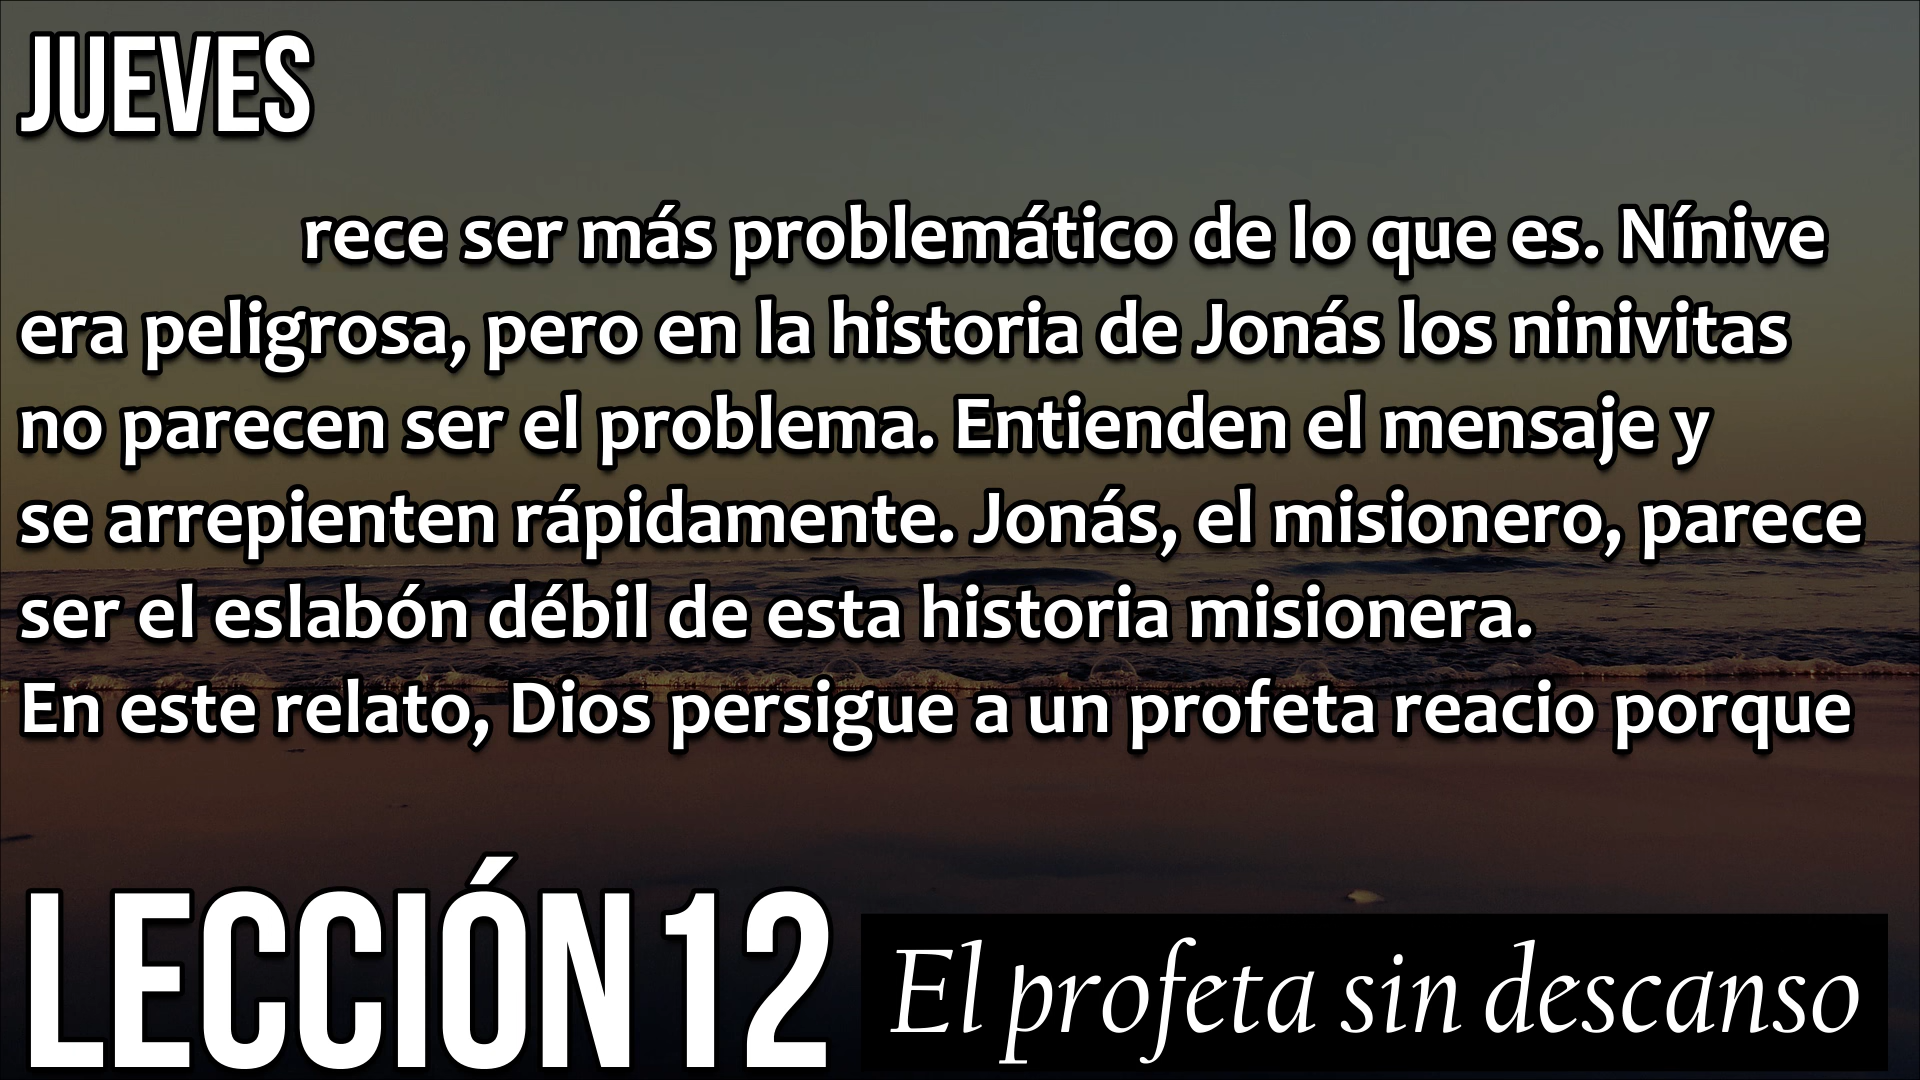 JUEVES
rece ser más problemático de lo que es. Nínive
era peligrosa, pero en la historia de Jonás los ninivitas
no parecen ser el problema. Entienden el mensaje y
se arrepienten rápidamente. Jonás, el misionero, parece
ser el eslabón débil de esta historia misionera.
En este relato, Dios persigue a un profeta reacio porque
LECCIÓN 12
El profeta sin descanso